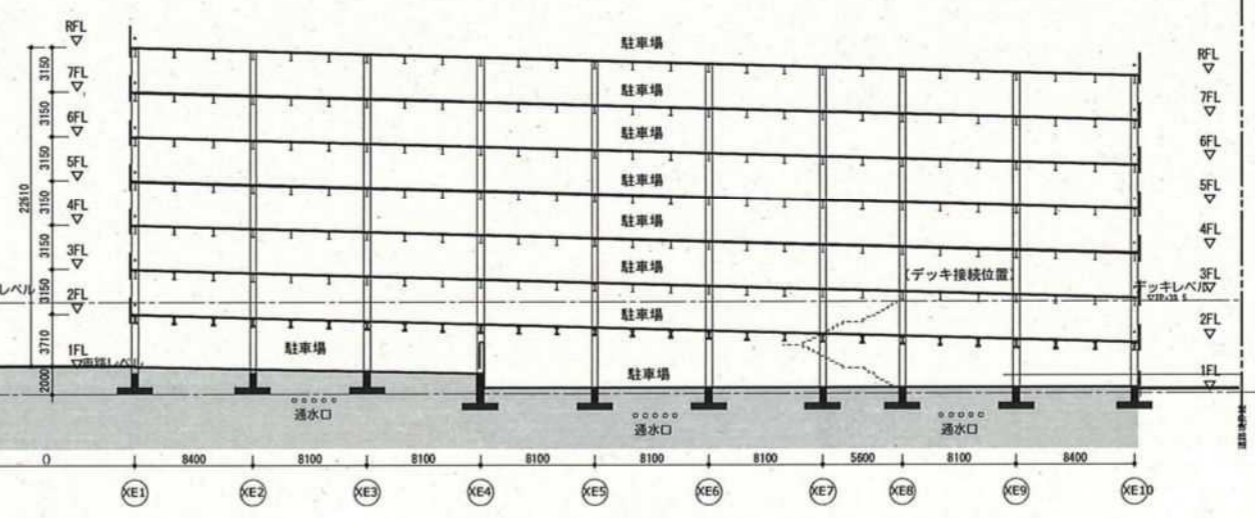 RFL
7FL
6FL
5FL
4FL
3FL
2FL
1FL
3150
3150
3150
3150
3150
3150
3710
2000
22610
レベル
駐車場
駐車場
駐車場
駐車場
駐車場
駐車場
駐車場
駐車場
駐車場
(デッキ接続位置)
デッキレベル
RFL
7FL
6FL
5FL
4FL
3FL
2FL
1FL
通水口
通水口
通水口
0
8400
8100
8100
8100
8100
8100
5600
8100
8400
XE1
XE2
XE3
XE4
XE5
XE6
XE7
XE8
XE9
XE10